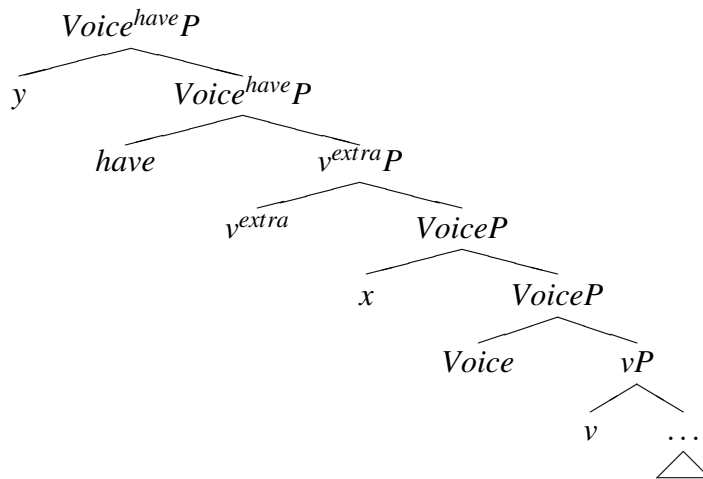 Voice^{have}P
y Voice^{have}P
have v^{extra}P
v^{extra} VoiceP
x VoiceP
Voice vP
v ...